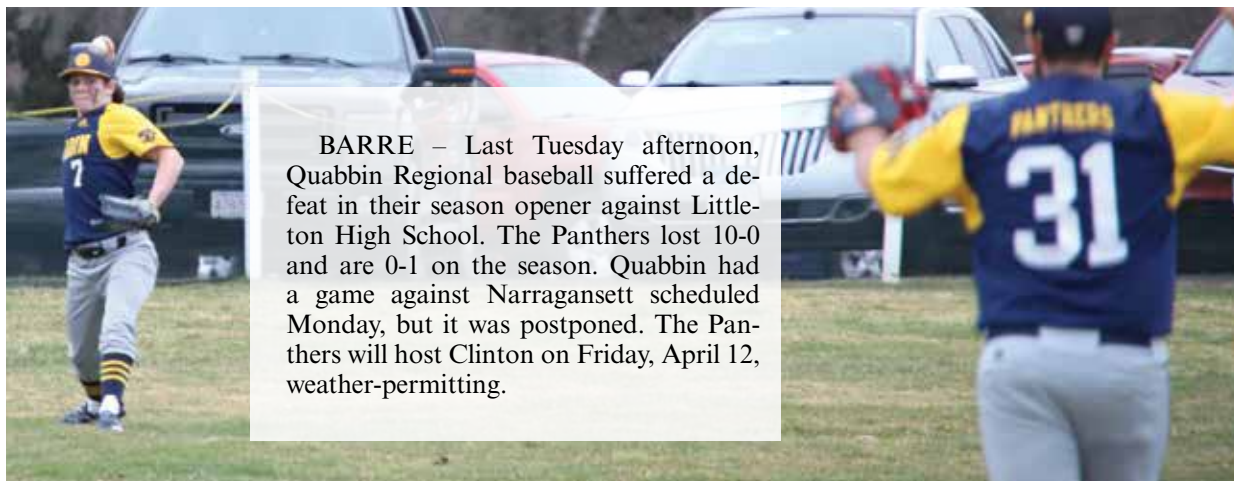 BARRE – Last Tuesday afternoon,
Quabbin Regional baseball suffered a de-
feat in their season opener against Little-
ton High School. The Panthers lost 10-0
and are 0-1 on the season. Quabbin had
a game against Narragansett scheduled
Monday, but it was postponed. The Pan-
thers will host Clinton on Friday, April 12,
weather-permitting.
7
PANTHERS
31